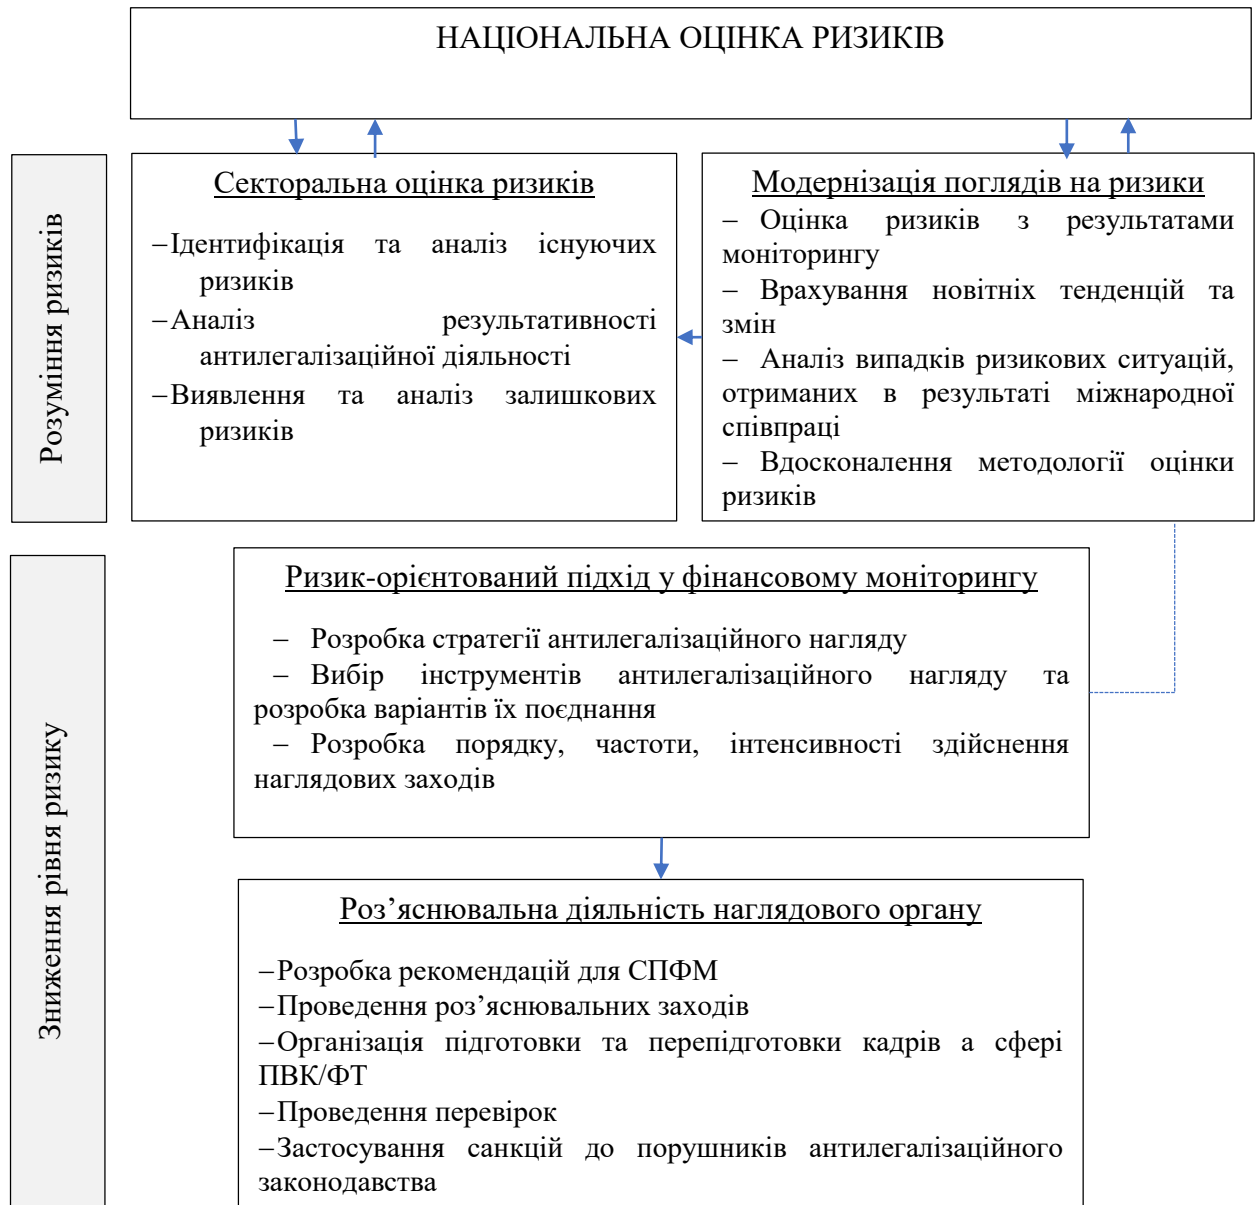 НАЦІОНАЛЬНА ОЦІНКА РИЗИКІВ
Розуміння ризиків
Секторальна оцінка ризиків
–Ідентифікація та аналіз існуючих
ризиків
–Аналіз результативності
антилегалізаційної діяльності
–Виявлення та аналіз залишкових
ризиків
Модернізація поглядів на ризики
– Оцінка ризиків з результатами
моніторингу
– Врахування новітніх тенденцій та
змін
– Аналіз випадків ризикових ситуацій,
отриманих в результаті міжнародної
співпраці
– Вдосконалення методології оцінки
ризиків
Зниження рівня ризику
Ризик-орієнтований підхід у фінансовому моніторингу
– Розробка стратегії антилегалізаційного нагляду
– Вибір інструментів антилегалізаційного нагляду та
розробка варіантів їх поєднання
– Розробка порядку, частоти, інтенсивності здійснення
наглядових заходів
Роз’яснювальна діяльність наглядового органу
–Розробка рекомендацій для СПФМ
–Проведення роз’яснювальних заходів
–Організація підготовки та перепідготовки кадрів а сфері
ПВК/ФТ
–Проведення перевірок
–Застосування санкцій до порушників антилегалізаційного
законодавства